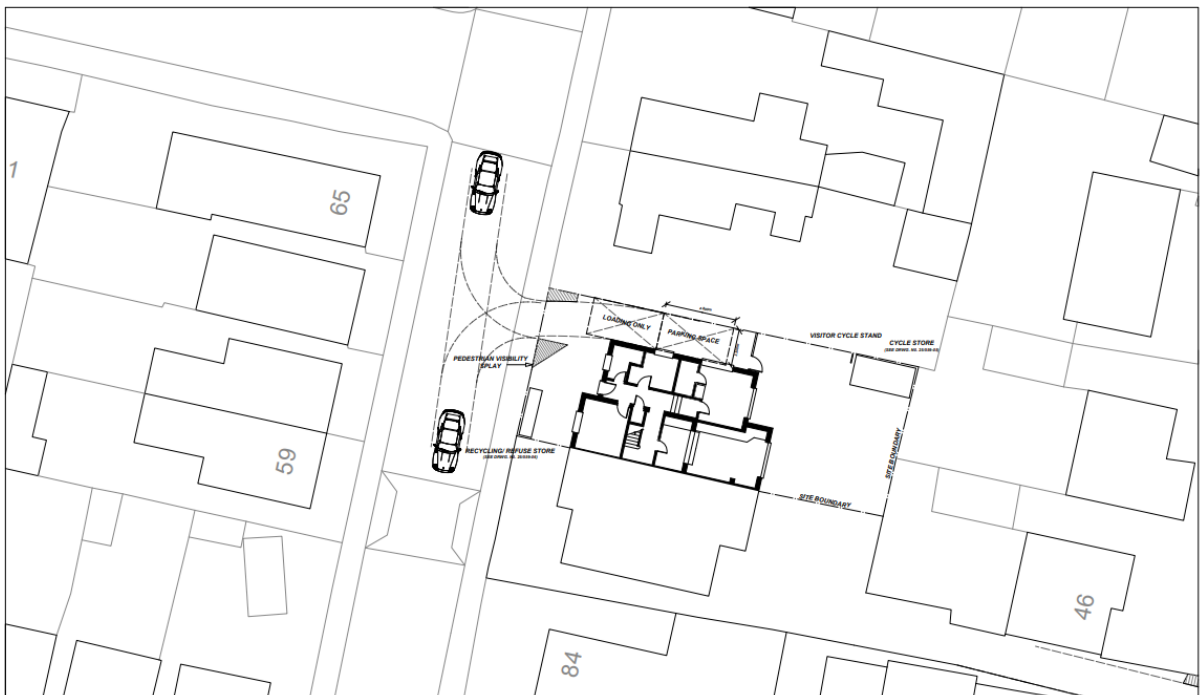 1
65
LOADING ONLY
PARKING SPACE
VISITOR CYCLE STAND
CYCLE STORE
PEDESTRIAN VISIBILITY
SPLAY
59
RECYCLING/ REFUSE STORE
SITE BOUNDARY
SITE BOUNDARY
46
84